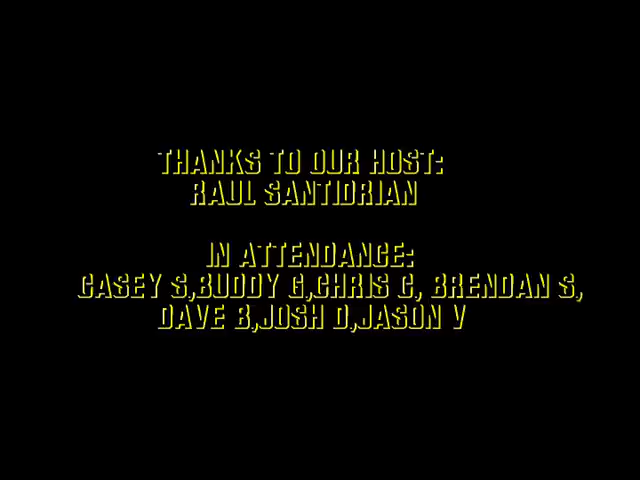 THANKS TO OUR HOST:
RAUL SANTIDRIAN
IN ATTENDANCE:
CASEY S,BUDDY G,CHRIS C, BRENDAN S,
DAVE B,JOSH D,JASON V